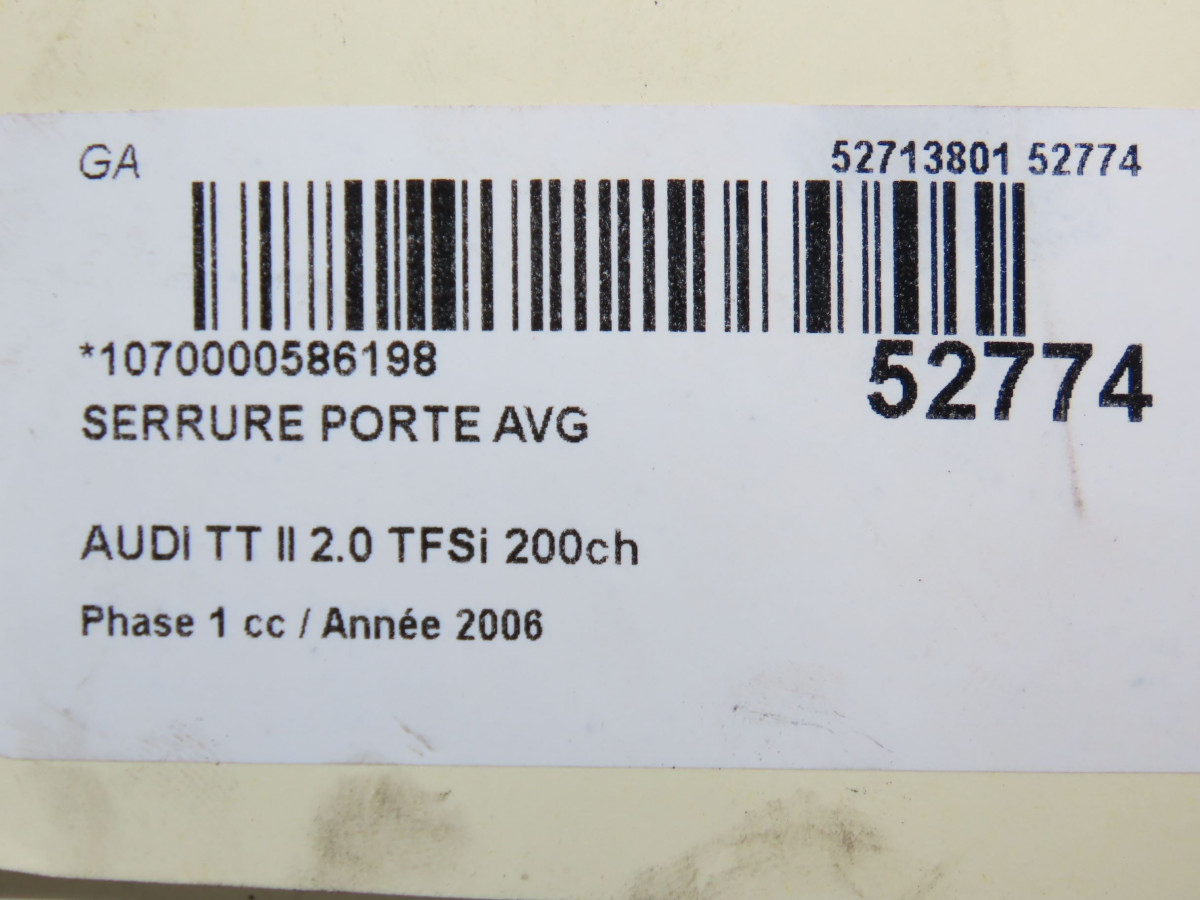 GA
52713801 52774
*1070000586198
52774
SERRURE PORTE AVG
AUDI TT II 2.0 TFSi 200ch
Phase 1 cc / Année 2006